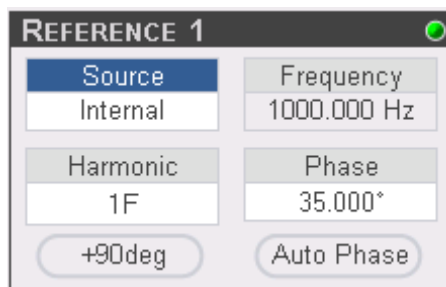 REFERENCE 1
Source
Frequency
Internal
1000.000 Hz
Harmonic
Phase
1F
35.000°
+90deg
Auto Phase